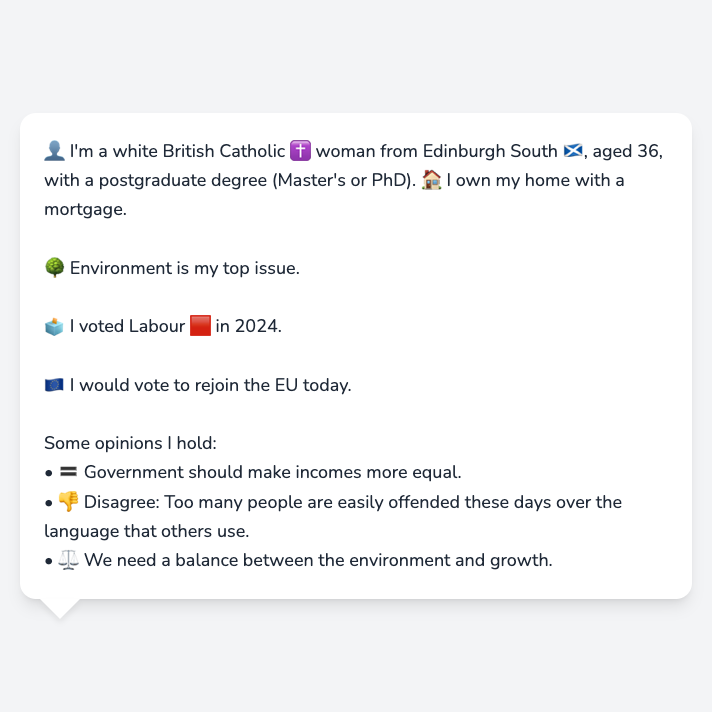 👤 I'm a white British Catholic ✝️ woman from Edinburgh South 🏴󠁧󠁢󠁳󠁣󠁴󠁿, aged 36,
with a postgraduate degree (Master's or PhD). 🏠 I own my home with a
mortgage.
🌳 Environment is my top issue.
🗳️ I voted Labour 🟥 in 2024.
🇪🇺 I would vote to rejoin the EU today.
Some opinions I hold:
• 🟰 Government should make incomes more equal.
• 👎 Disagree: Too many people are easily offended these days over the
language that others use.
• ⚖️ We need a balance between the environment and growth.